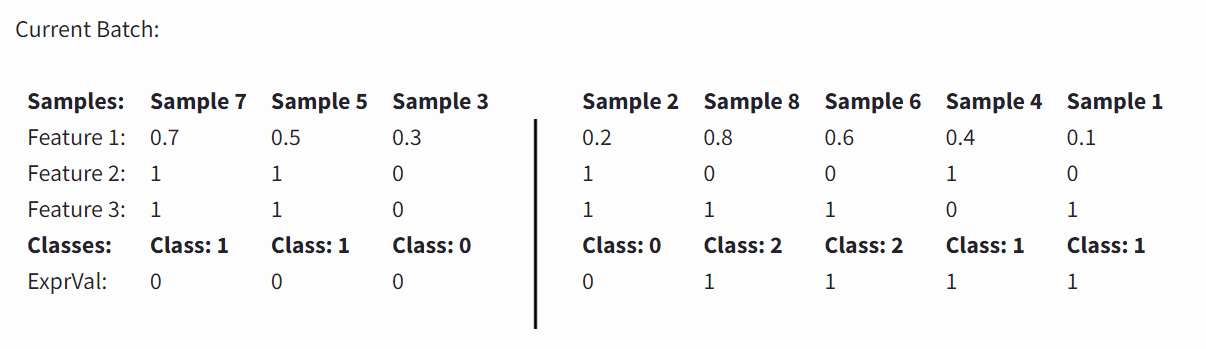 Current Batch:
Samples: Sample 7 Sample 5 Sample 3 Sample 2 Sample 8 Sample 6 Sample 4 Sample 1
Feature 1: 0.7 0.5 0.3 0.2 0.8 0.6 0.4 0.1
Feature 2: 1 1 0 1 0 0 1 0
Feature 3: 1 1 0 1 1 1 0 1
Classes: Class: 1 Class: 1 Class: 0 Class: 0 Class: 2 Class: 2 Class: 1 Class: 1
ExprVal: 0 0 0 0 1 1 1 1